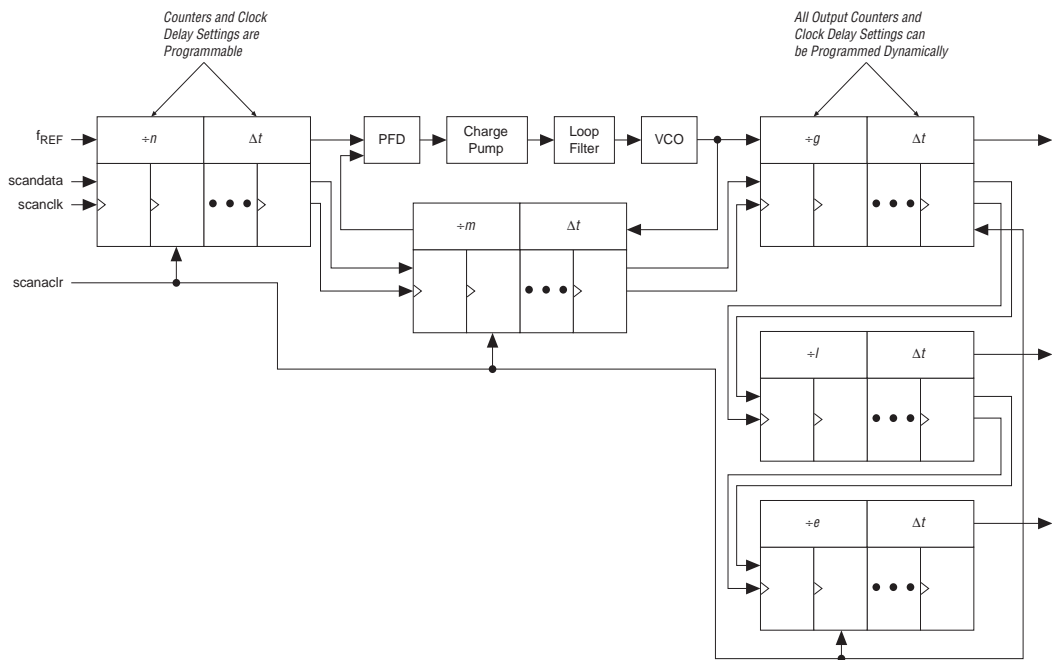 Counters and Clock
Delay Settings are
Programmable
All Output Counters and
Clock Delay Settings can
be Programmed Dynamically
fREF
÷n
Δt
PFD
Charge
Pump
Loop
Filter
VCO
÷g
Δt
scandata
scanclk
÷m
Δt
scanaclr
÷l
Δt
÷e
Δt